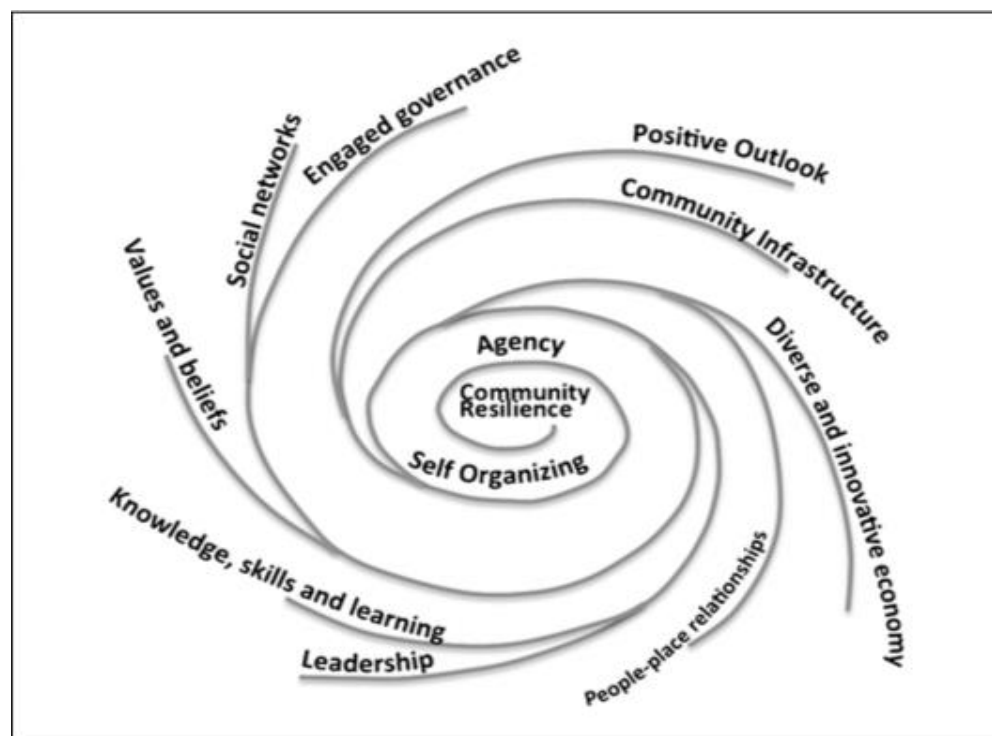 Engaged governance
Social networks
Positive Outlook
Community Infrastructure
Values and beliefs
Diverse and innovative economy
Agency
Community
Resilience
Self Organizing
Knowledge, skills and learning
Leadership
People-place relationships